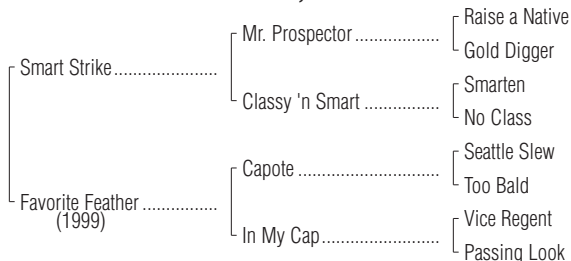 Raise a Native
Mr. Prospector ..................
Gold Digger
Smart Strike......................
Smarten
Classy 'n Smart ................
No Class
Seattle Slew
Capote ..............................
Too Bald
Favorite Feather ................
(1999)
Vice Regent
In My Cap.........................
Passing Look